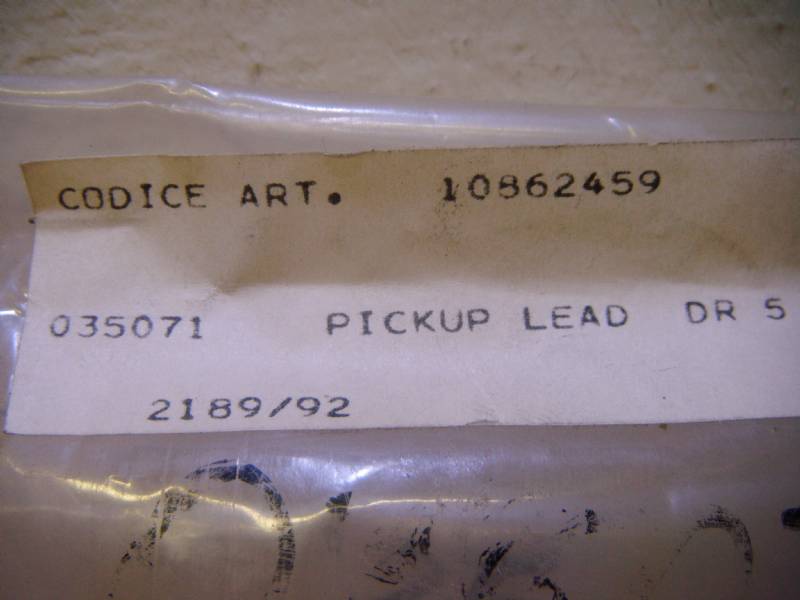 CODICE ART. 10862459
035071 PICKUP LEAD DR 5
2189/92